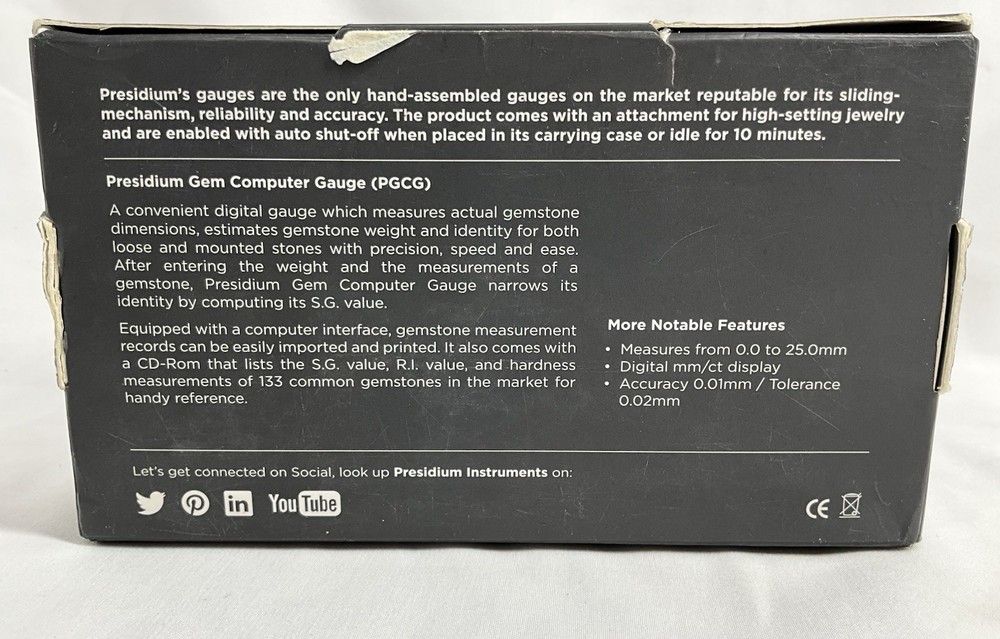 Presidium's gauges are the only hand-assembled gauges on the market reputable for its sliding-
mechanism, reliability and accuracy. The product comes with an attachment for high-setting jewelry
and are enabled with auto shut-off when placed in its carrying case or idle for 10 minutes.
Presidium Gem Computer Gauge (PGCG)
A convenient digital gauge which measures actual gemstone
dimensions, estimates gemstone weight and identity for both
loose and mounted stones with precision, speed and ease.
After entering the weight and the measurements of a
gemstone, Presidium Gem Computer Gauge narrows its
identity by computing its S.G. value.
Equipped with a computer interface, gemstone measurement
records can be easily imported and printed. It also comes with
a CD-Rom that lists the S.G. value, R.I. value, and hardness
measurements of 133 common gemstones in the market for
handy reference.
More Notable Features
• Measures from 0.0 to 25.0mm
• Digital mm/ct display
• Accuracy 0.01mm / Tolerance
0.02mm
Let's get connected on Social, look up Presidium Instruments on:
in YouTube
CE